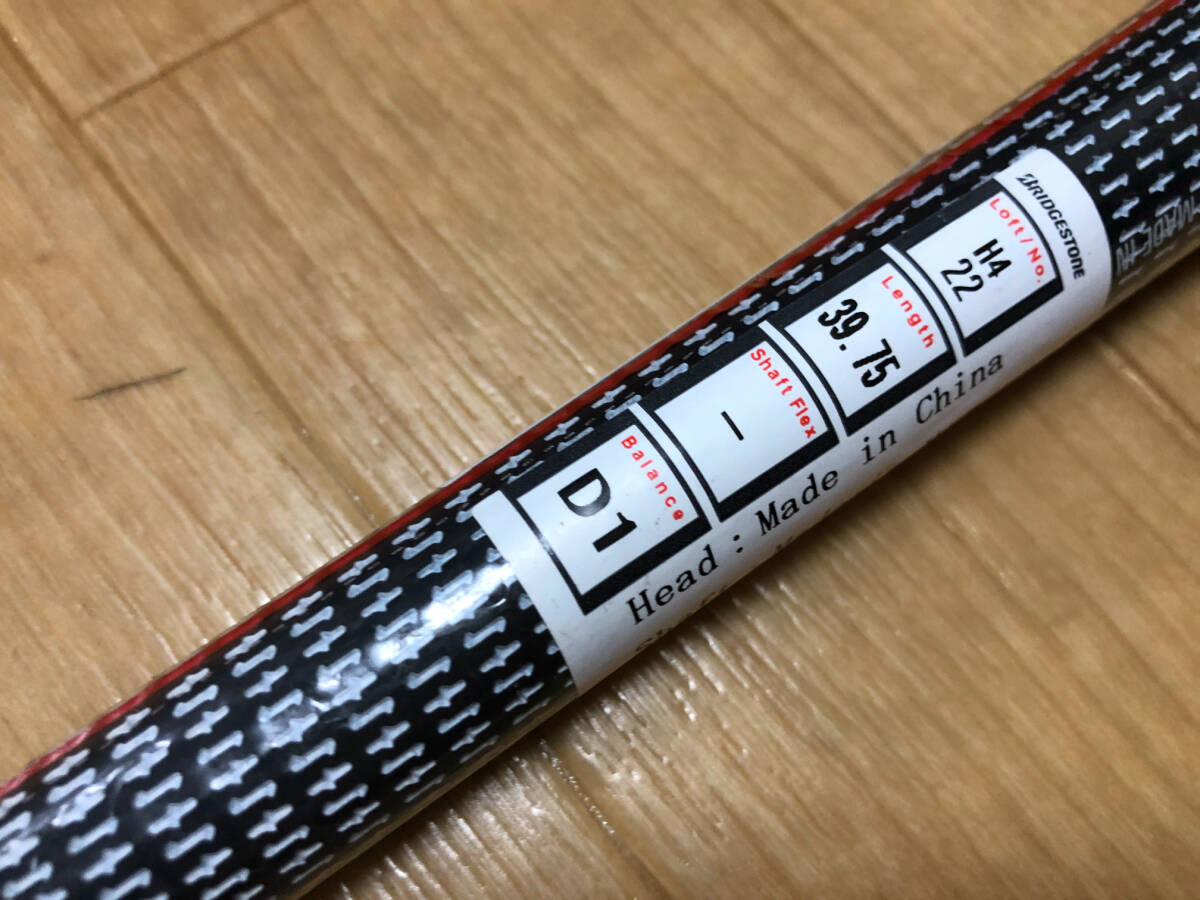 BRIDGESTONE
Loft/No.
H4
22
Length
39.75
Shaft Flex
-
Balance
D1
Head:Made in China